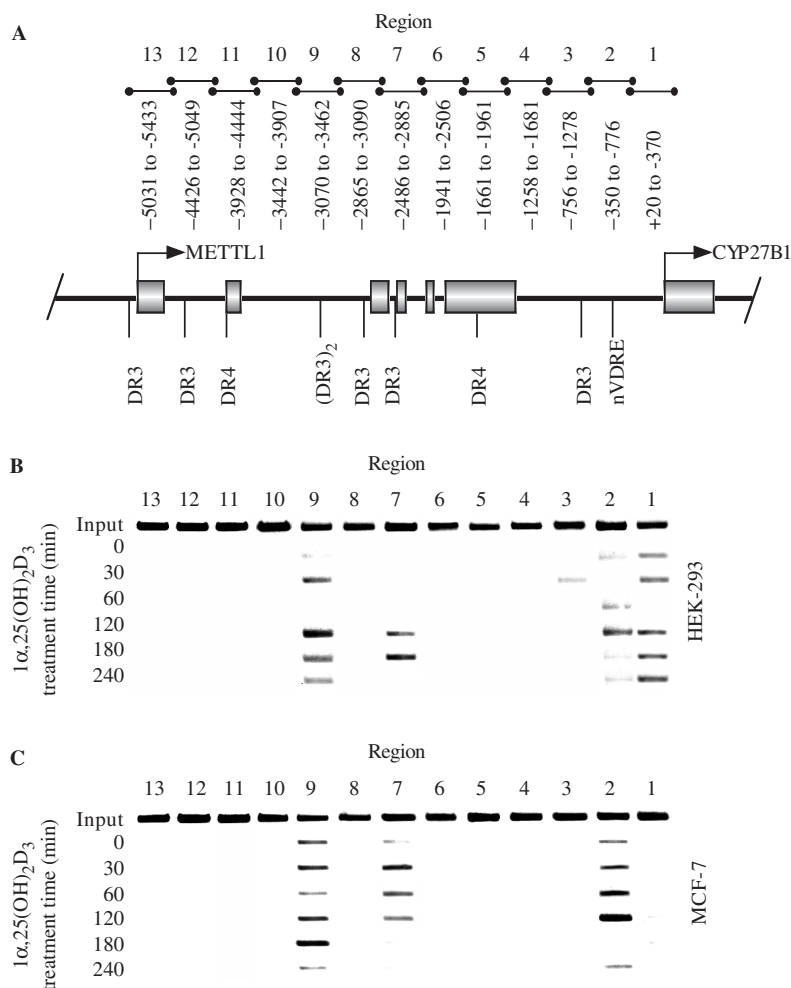 A
Region
13 12 11 10 9 8 7 6 5 4 3 2 1
−5031 to -5433
−4426 to -5049
−3928 to -4444
−3442 to -3907
−3070 to -3462
−2865 to -3090
−2486 to -2885
−1941 to -2506
−1661 to -1961
−1258 to -1681
−756 to -1278
−350 to -776
+20 to -370
METTL1
CYP27B1
DR3
DR3
DR4
(DR3)2
DR3
DR3
DR4
DR3
nVDRE
B
Region
13 12 11 10 9 8 7 6 5 4 3 2 1
Input
0
30
60
120
180
240
1α,25(OH)2D3
treatment time (min)
HEK-293
C
Region
13 12 11 10 9 8 7 6 5 4 3 2 1
Input
0
30
60
120
180
240
1α,25(OH)2D3
treatment time (min)
MCF-7